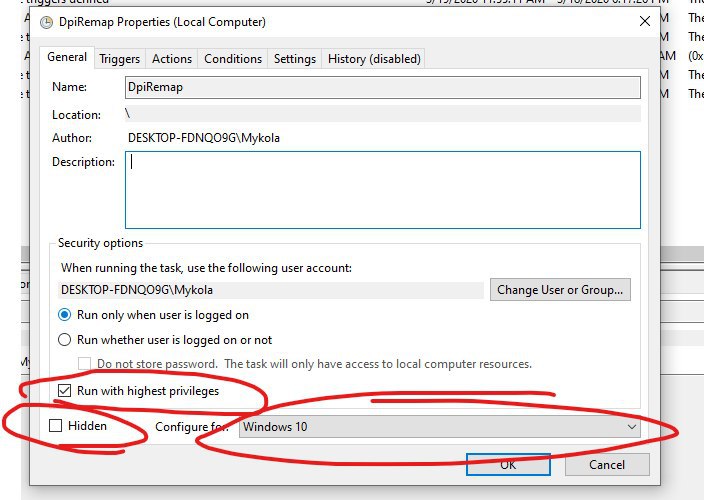 triggers defined
DpiRemap Properties (Local Computer)
General Triggers Actions Conditions Settings History (disabled)
Name: DpiRemap
Location: \
Author: DESKTOP-FDNQO9G\Mykola
Description:
Security options
When running the task, use the following user account:
DESKTOP-FDNQO9G\Mykola Change User or Group...
Run only when user is logged on
Run whether user is logged on or not
Do not store password. The task will only have access to local computer resources.
Run with highest privileges
Hidden Configure for: Windows 10
OK Cancel